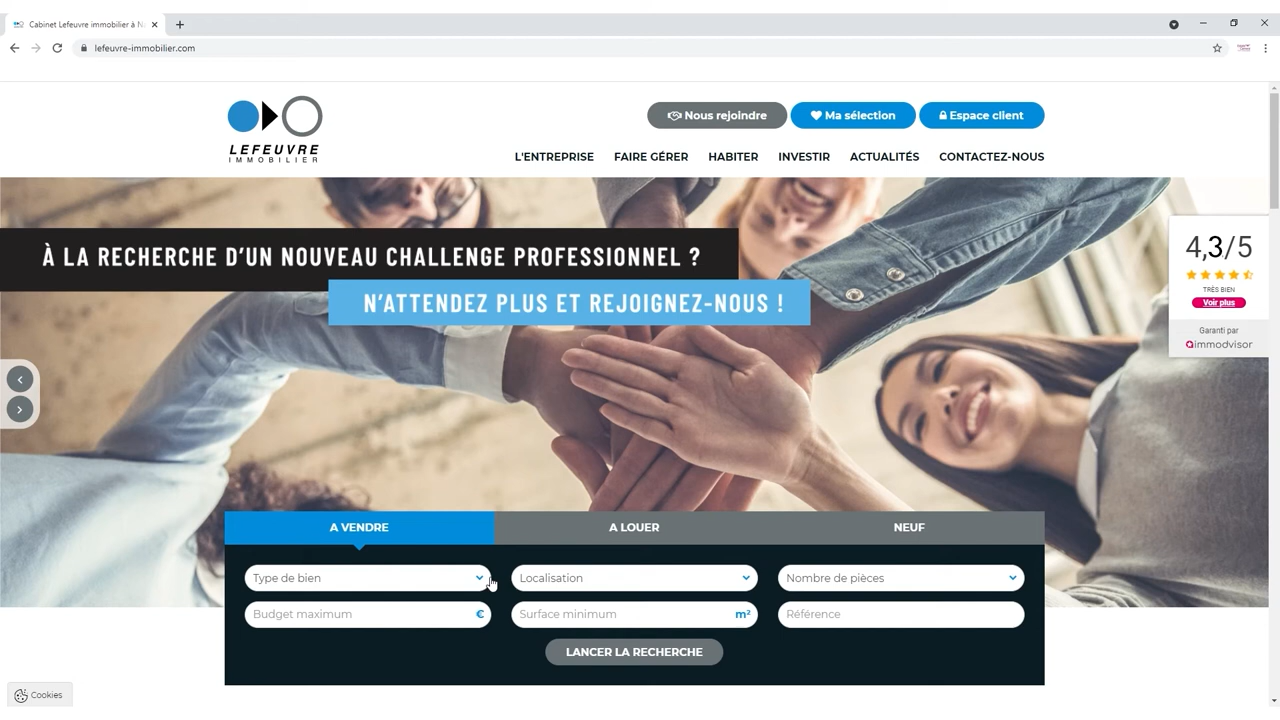 Cabinet Lefeuvre immobilier à N
lefeuvre-immobilier.com
LEFEUVRE
IMMOBILIER
Nous rejoindre
Ma sélection
Espace client
L'ENTREPRISE
FAIRE GÉRER
HABITER
INVESTIR
ACTUALITÉS
CONTACTEZ-NOUS
À LA RECHERCHE D'UN NOUVEAU CHALLENGE PROFESSIONNEL ?
N'ATTENDEZ PLUS ET REJOIGNEZ-NOUS !
4,3/5
TRÈS BIEN
Voir plus
Garanti par
immodvisor
A VENDRE
A LOUER
NEUF
Type de bien
Localisation
Nombre de pièces
Budget maximum €
Surface minimum m²
Référence
LANCER LA RECHERCHE
Cookies